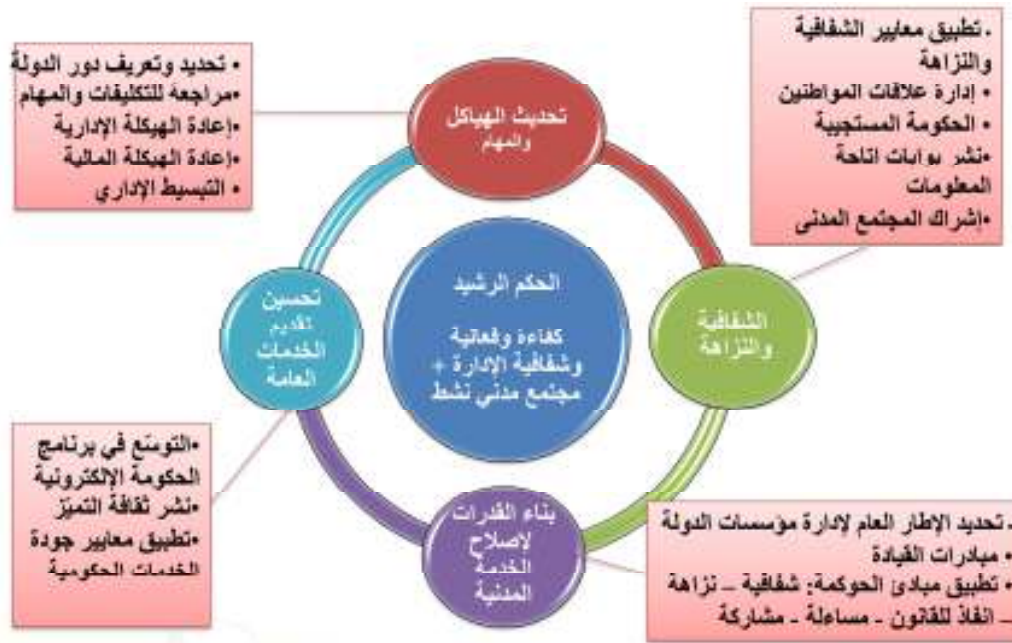 • تحديد وتعريف دور الدولة
•مراجعة للتكليفات والمهام
•إعادة الهيكلة الإدارية
•إعادة الهيكلة المالية
• التبسيط الإداري
تحديث الهياكل
والمهام
. تطبيق معايير الشفافية
والنزاهة
• إدارة علاقات المواطنين
• الحكومة المستجيبة
•نشر بوابات اتاحة
المعلومات
•إشراك المجتمع المدنى
الشفافية
والنزاهة
الحكم الرشيد
كفاءة وفعالية
وشفافية الإدارة +
مجتمع مدني نشط
تحسين
تقديم
الخدمات
العامة
•التوسّع في برنامج
الحكومة الإلكترونية
•نشر ثقافة التميّز
•تطبيق معايير جودة
الخدمات الحكومية
بناء القدرات
لإصلاح
الخدمة
المدنية
- تحديد الإطار العام لإدارة مؤسسات الدولة
• مبادرات القيادة
• تطبيق مبادئ الحوكمة: شفافية – نزاهة
– انفاذ للقانون - مساءلة - مشاركة